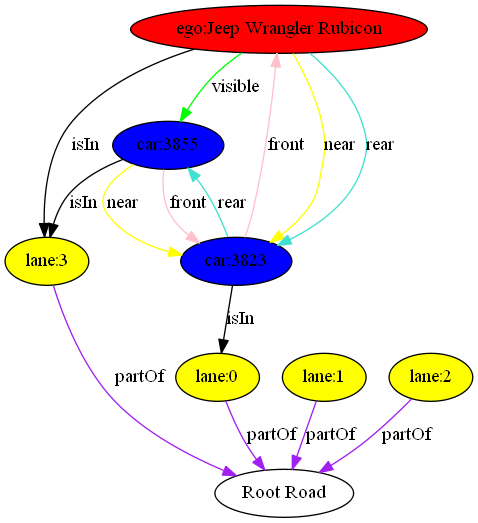 ego:Jeep Wrangler Rubicon
visible
car:3855
isIn
front
near
rear
isIn
near
front
rear
lane:3
car:3823
isIn
partOf
lane:0
lane:1
lane:2
partOf
partOf
partOf
Root Road